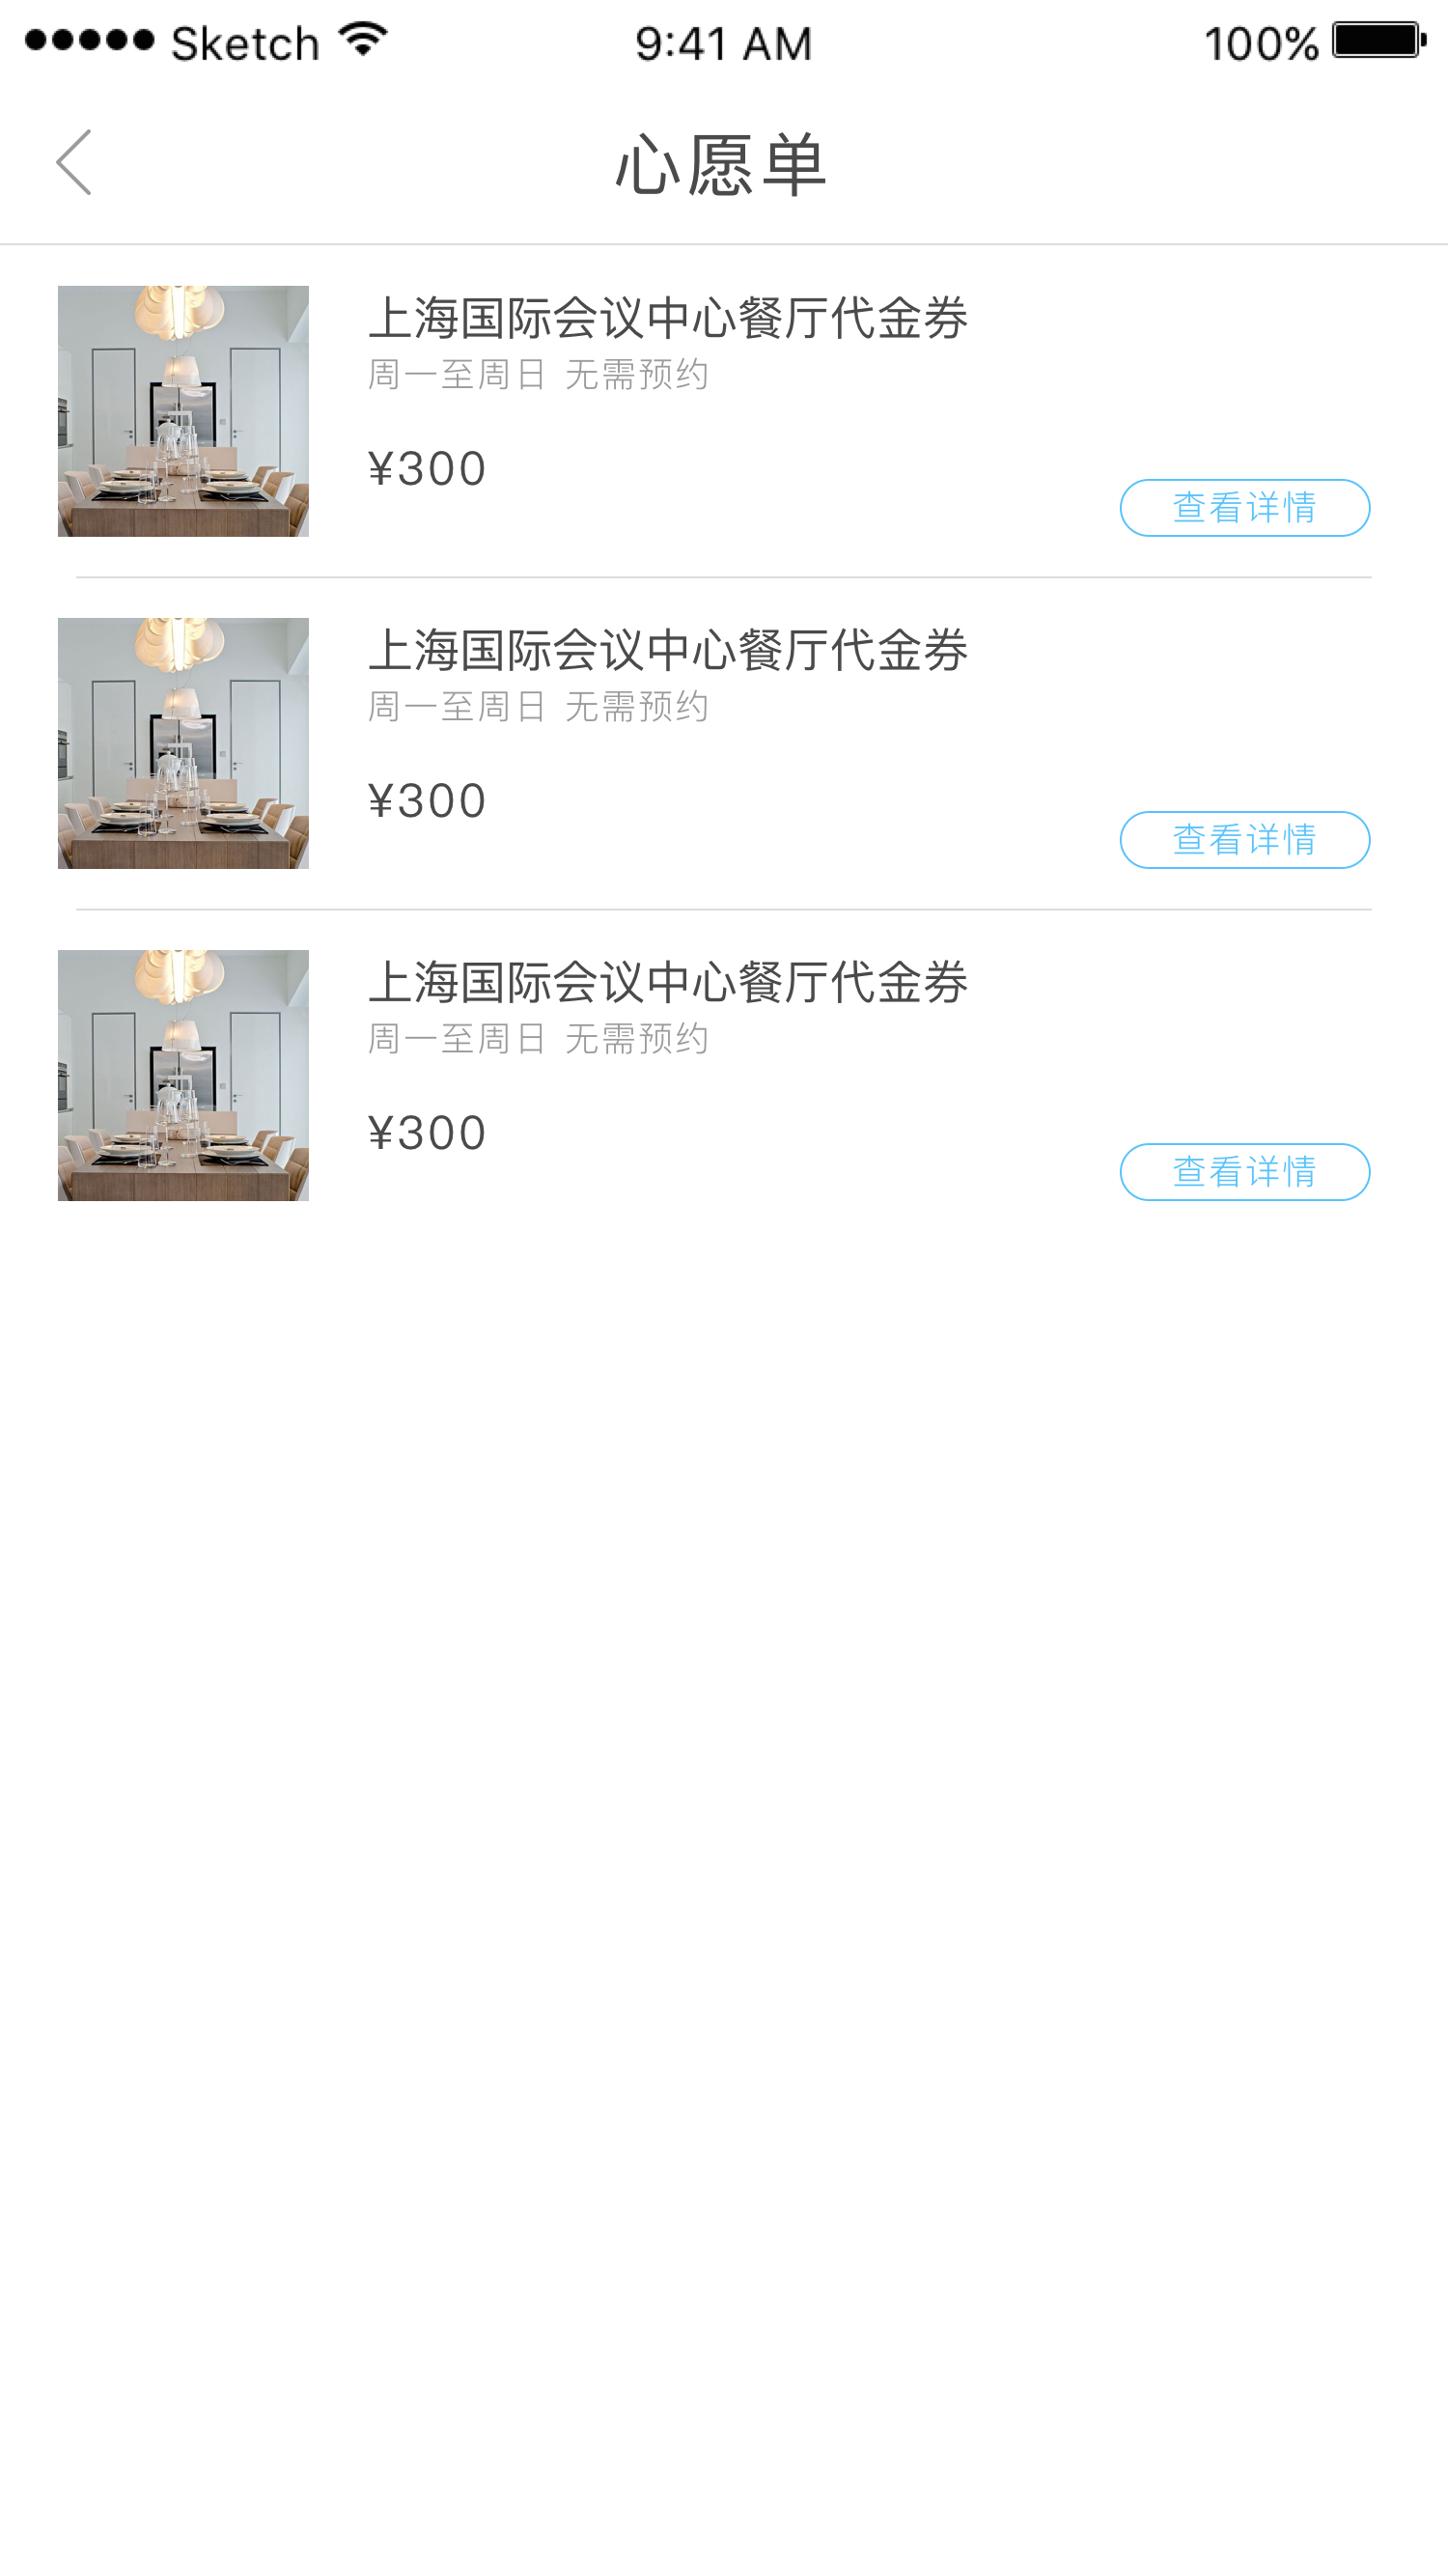 Sketch 9:41 AM 100%
心愿单
上海国际会议中心餐厅代金券
周一至周日 无需预约
¥300
查看详情
上海国际会议中心餐厅代金券
周一至周日 无需预约
¥300
查看详情
上海国际会议中心餐厅代金券
周一至周日 无需预约
¥300
查看详情